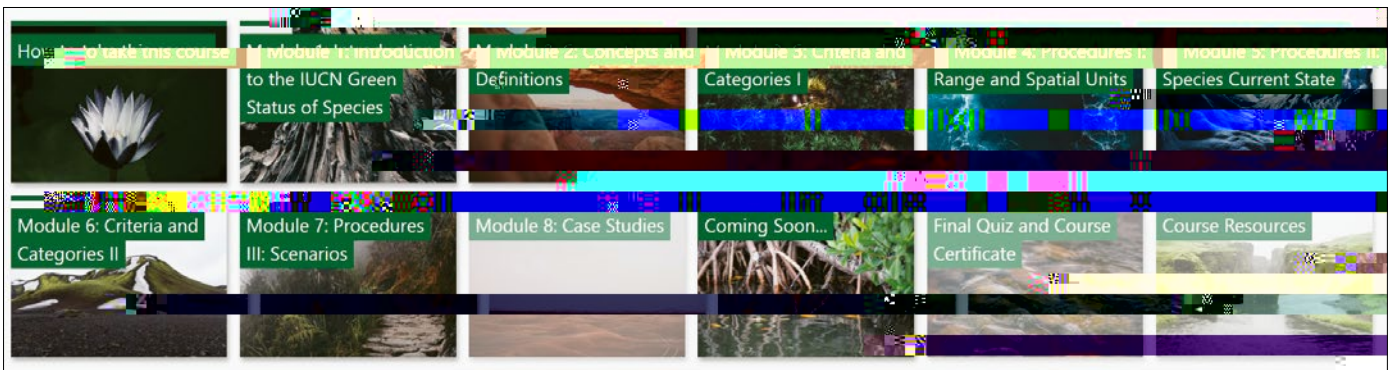 How to take this course
Module 1: Introduction
to the IUCN Green
Status of Species
Module 2: Concepts and
Definitions
Module 3: Criteria and
Categories I
Module 4: Procedures I:
Range and Spatial Units
Module 5: Procedures II:
Species Current State
Module 6: Criteria and
Categories II
Module 7: Procedures
III: Scenarios
Module 8: Case Studies
Coming Soon...
Final Quiz and Course
Certificate
Course Resources